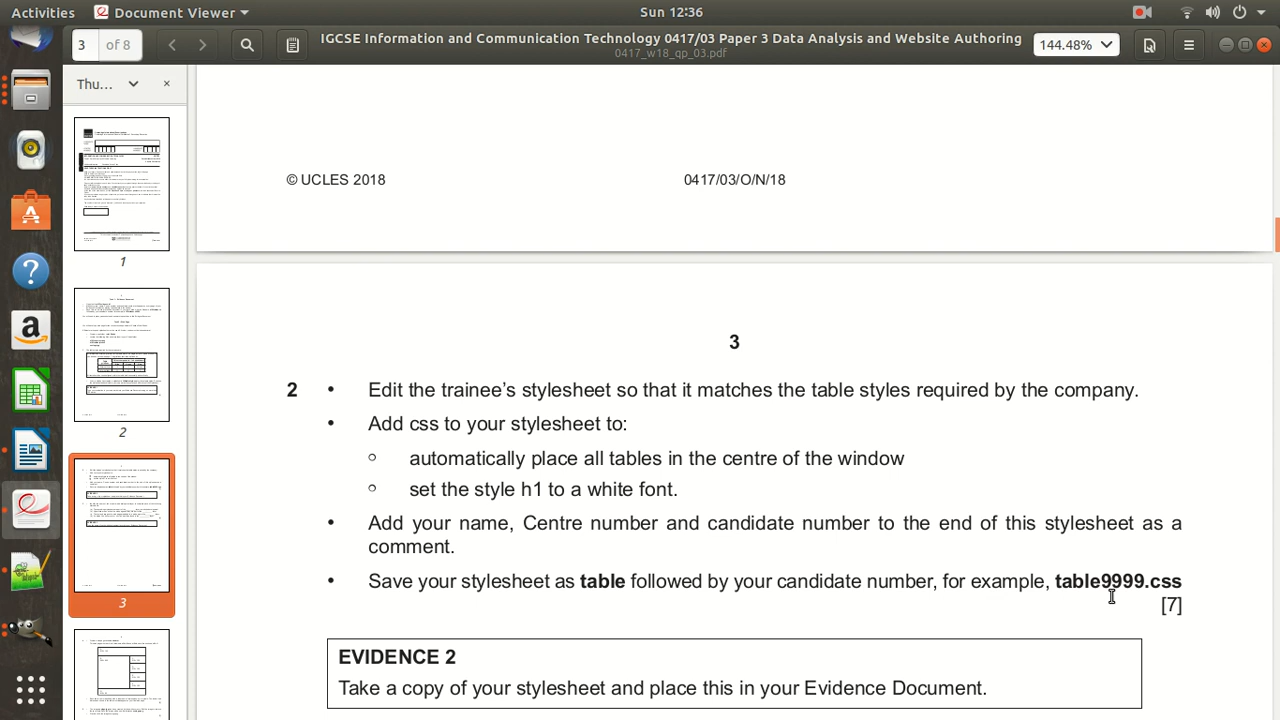 Activities
Document Viewer
Sun 12:36
3
of 8
IGCSE Information and Communication Technology 0417/03 Paper 3 Data Analysis and Website Authoring
0417_w18_qp_03.pdf
144.48%
Thu...
1
2
3
© UCLES 2018
0417/03/O/N/18
3
2 • Edit the trainee's stylesheet so that it matches the table styles required by the company.
• Add css to your stylesheet to:
○ automatically place all tables in the centre of the window
○ set the style h1 to a white font.
• Add your name, Centre number and candidate number to the end of this stylesheet as a
comment.
• Save your stylesheet as table followed by your candidate number, for example, table9999.css
[7]
EVIDENCE 2
Take a copy of your stylesheet and place this in your Evidence Document.